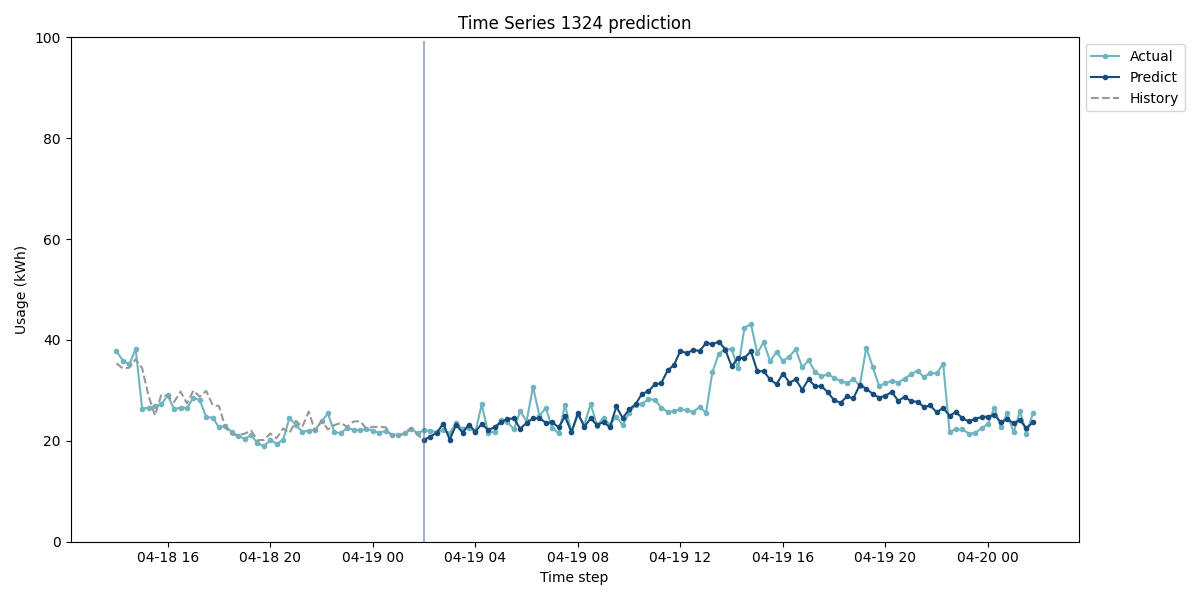 Time Series 1324 prediction
Actual
Predict
History
Usage (kWh)
100
80
60
40
20
0
04-18 16
04-18 20
04-19 00
04-19 04
04-19 08
04-19 12
04-19 16
04-19 20
04-20 00
Time step